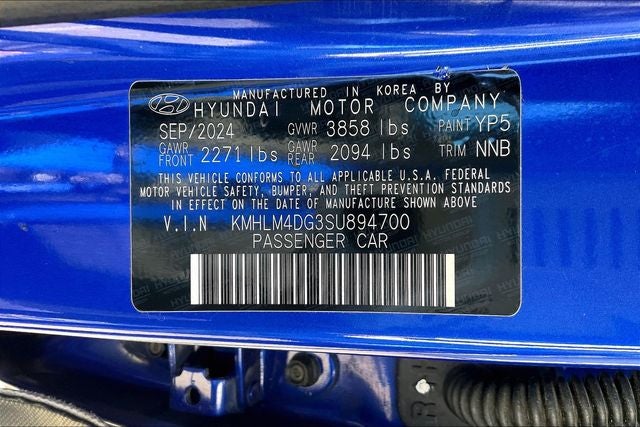 MANUFACTURED IN KOREA BY
HYUNDAI MOTOR COMPANY
SEP/2024 GVWR 3858 lbs PAINT YP5
GAWR FRONT 2271 lbs GAWR REAR 2094 lbs TRIM NNB
THIS VEHICLE CONFORMS TO ALL APPLICABLE U.S.A. FEDERAL
MOTOR VEHICLE SAFETY, BUMPER, AND THEFT PREVENTION STANDARDS
IN EFFECT ON THE DATE OF MANUFACTURE SHOWN ABOVE
V.I.N KMHLM4DG3SU894700
PASSENGER CAR